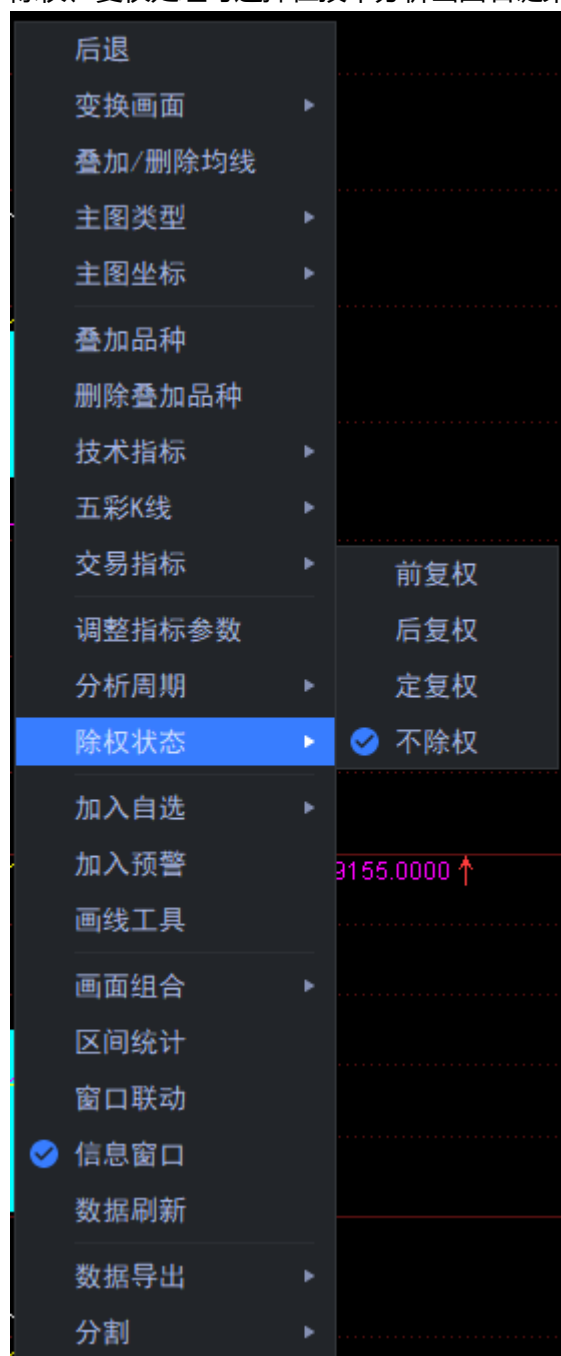 后退
变换画面
叠加/删除均线
主图类型
主图坐标
叠加品种
删除叠加品种
技术指标
五彩K线
交易指标
前复权
调整指标参数
后复权
分析周期
定复权
除权状态
不除权
加入自选
加入预警
9155.0000
画线工具
画面组合
区间统计
窗口联动
信息窗口
数据刷新
数据导出
分割